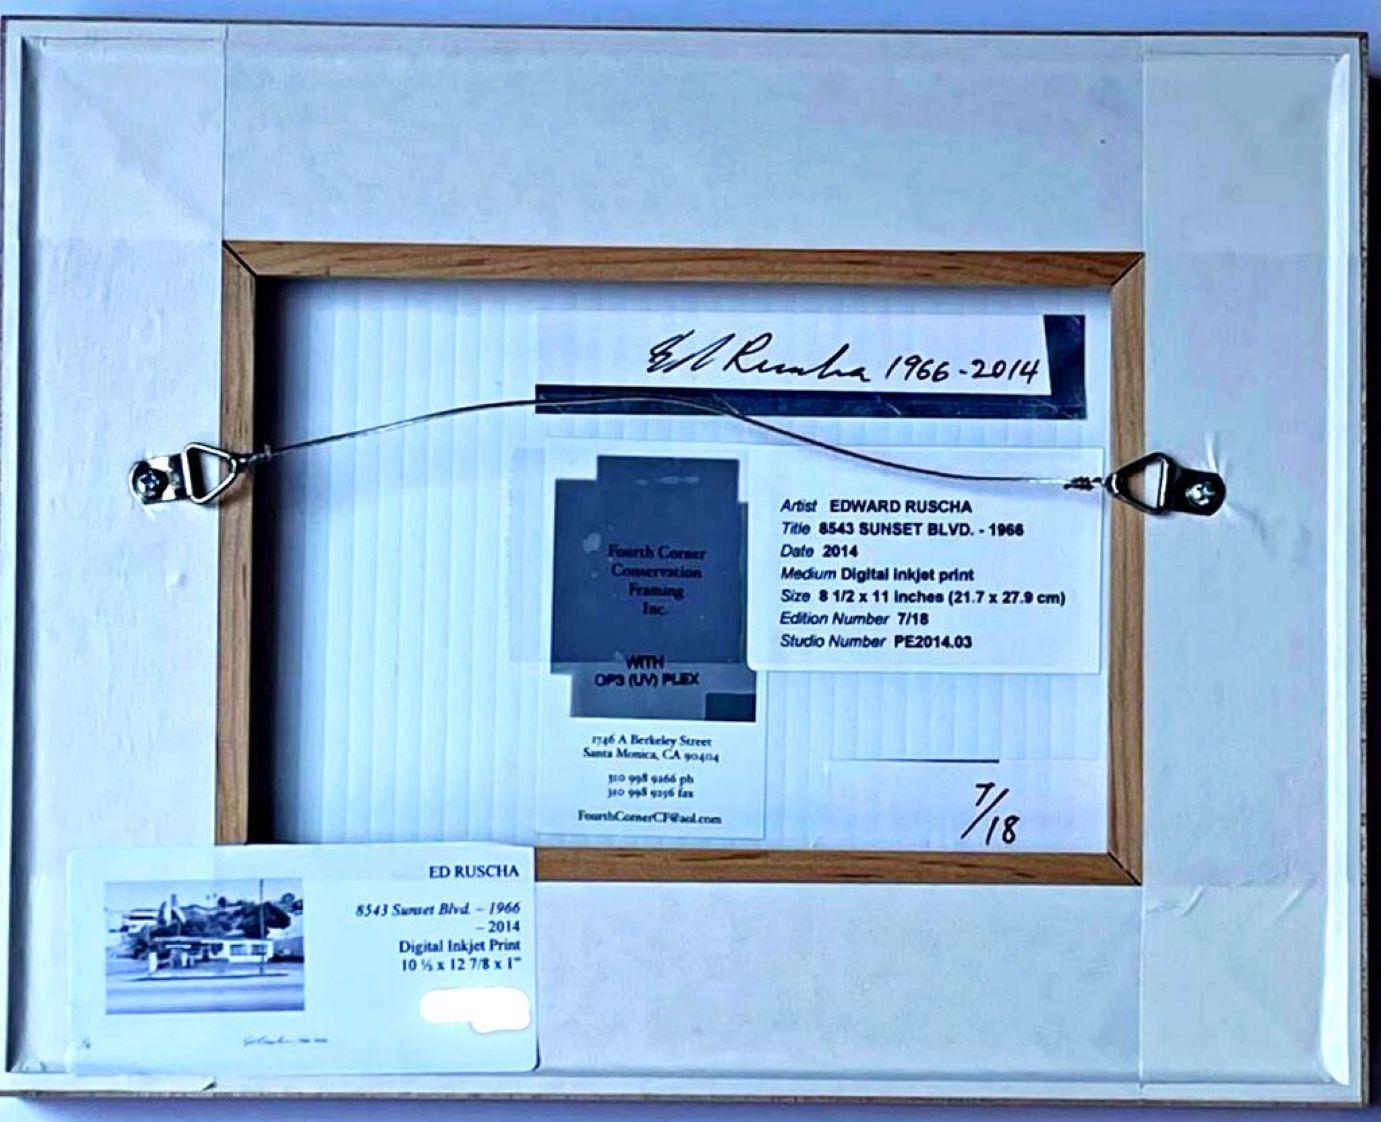 Ed Ruscha 1966-2014
Fourth Corner
Conservation
Framing
Inc.
WITH
OP3 (UV) PLEX
1746 A Berkeley Street
Santa Monica, CA 90404
310 998 9266 ph
310 998 9256 fax
FourthCornerCF@aol.com
Artist EDWARD RUSCHA
Title 8543 SUNSET BLVD. - 1966
Date 2014
Medium Digital inkjet print
Size 8 1/2 x 11 inches (21.7 x 27.9 cm)
Edition Number 7/18
Studio Number PE2014.03
7/18
ED RUSCHA
8543 Sunset Blvd. – 1966
– 2014
Digital Inkjet Print
10 x 12 7/8 x 1"